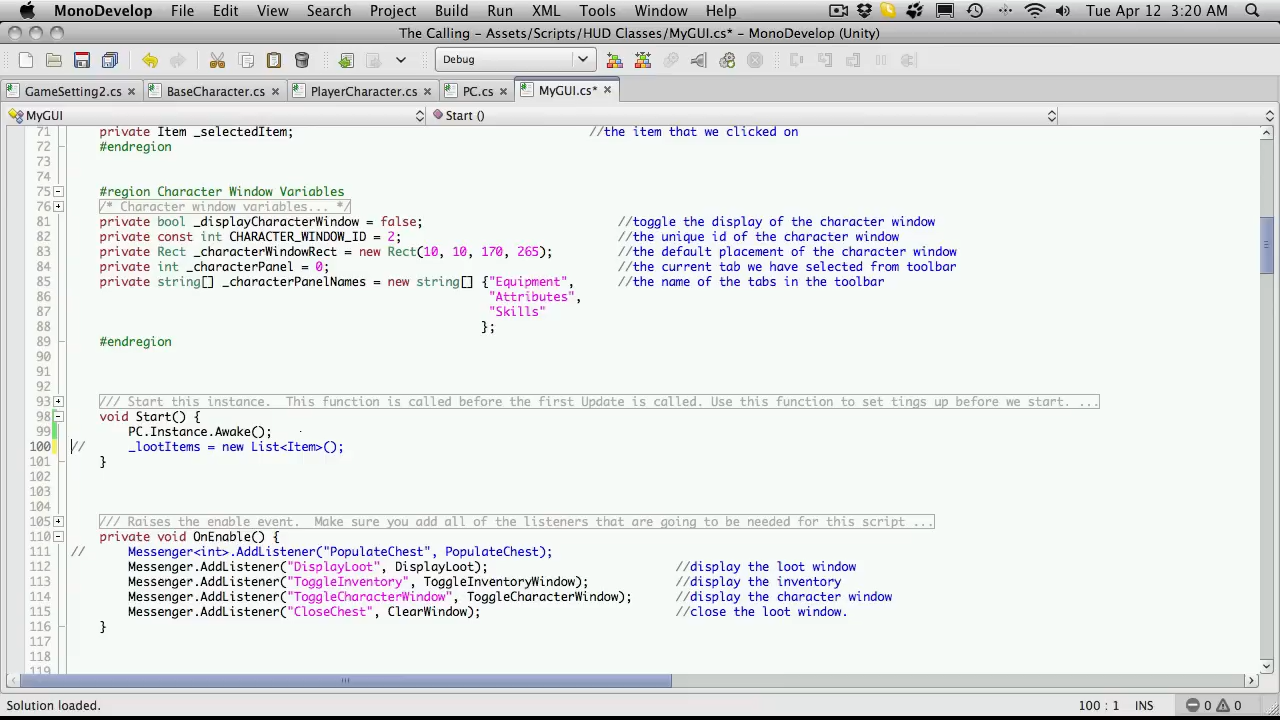 MonoDevelop File Edit View Search Project Build Run XML Tools Window Help Tue Apr 12 3:20 AM
The Calling - Assets/Scripts/HUD Classes/MyGUI.cs* - MonoDevelop (Unity)
Debug
GameSetting2.cs × BaseCharacter.cs × PlayerCharacter.cs × PC.cs × MyGUI.cs* ×
MyGUI Start ()
71 private Item _selectedItem; //the item that we clicked on
72 #endregion
73
74
75 #region Character Window Variables
76 /* Character window variables... */
81 private bool _displayCharacterWindow = false; //toggle the display of the character window
82 private const int CHARACTER_WINDOW_ID = 2; //the unique id of the character window
83 private Rect _characterWindowRect = new Rect(10, 10, 170, 265); //the default placement of the character window
84 private int _characterPanel = 0; //the current tab we have selected from toolbar
85 private string[] _characterPanelNames = new string[] {"Equipment", //the name of the tabs in the toolbar
86 "Attributes",
87 "Skills"
88 };
89 #endregion
90
91
92
93 /// Start this instance.  This function is called before the first Update is called. Use this function to set tings up before we start. ...
98 void Start() {
99 PC.Instance.Awake();
100 // _lootItems = new List<Item>();
101 }
102
103
104
105 /// Raises the enable event.  Make sure you add all of the listeners that are going to be needed for this script ...
110 private void OnEnable() {
111 // Messenger<int>.AddListener("PopulateChest", PopulateChest);
112 Messenger.AddListener("DisplayLoot", DisplayLoot); //display the loot window
113 Messenger.AddListener("ToggleInventory", ToggleInventoryWindow); //display the inventory
114 Messenger.AddListener("ToggleCharacterWindow", ToggleCharacterWindow); //display the character window
115 Messenger.AddListener("CloseChest", ClearWindow); //close the loot window.
116 }
117
118
119
Solution loaded. 100 : 1 INS 0 0